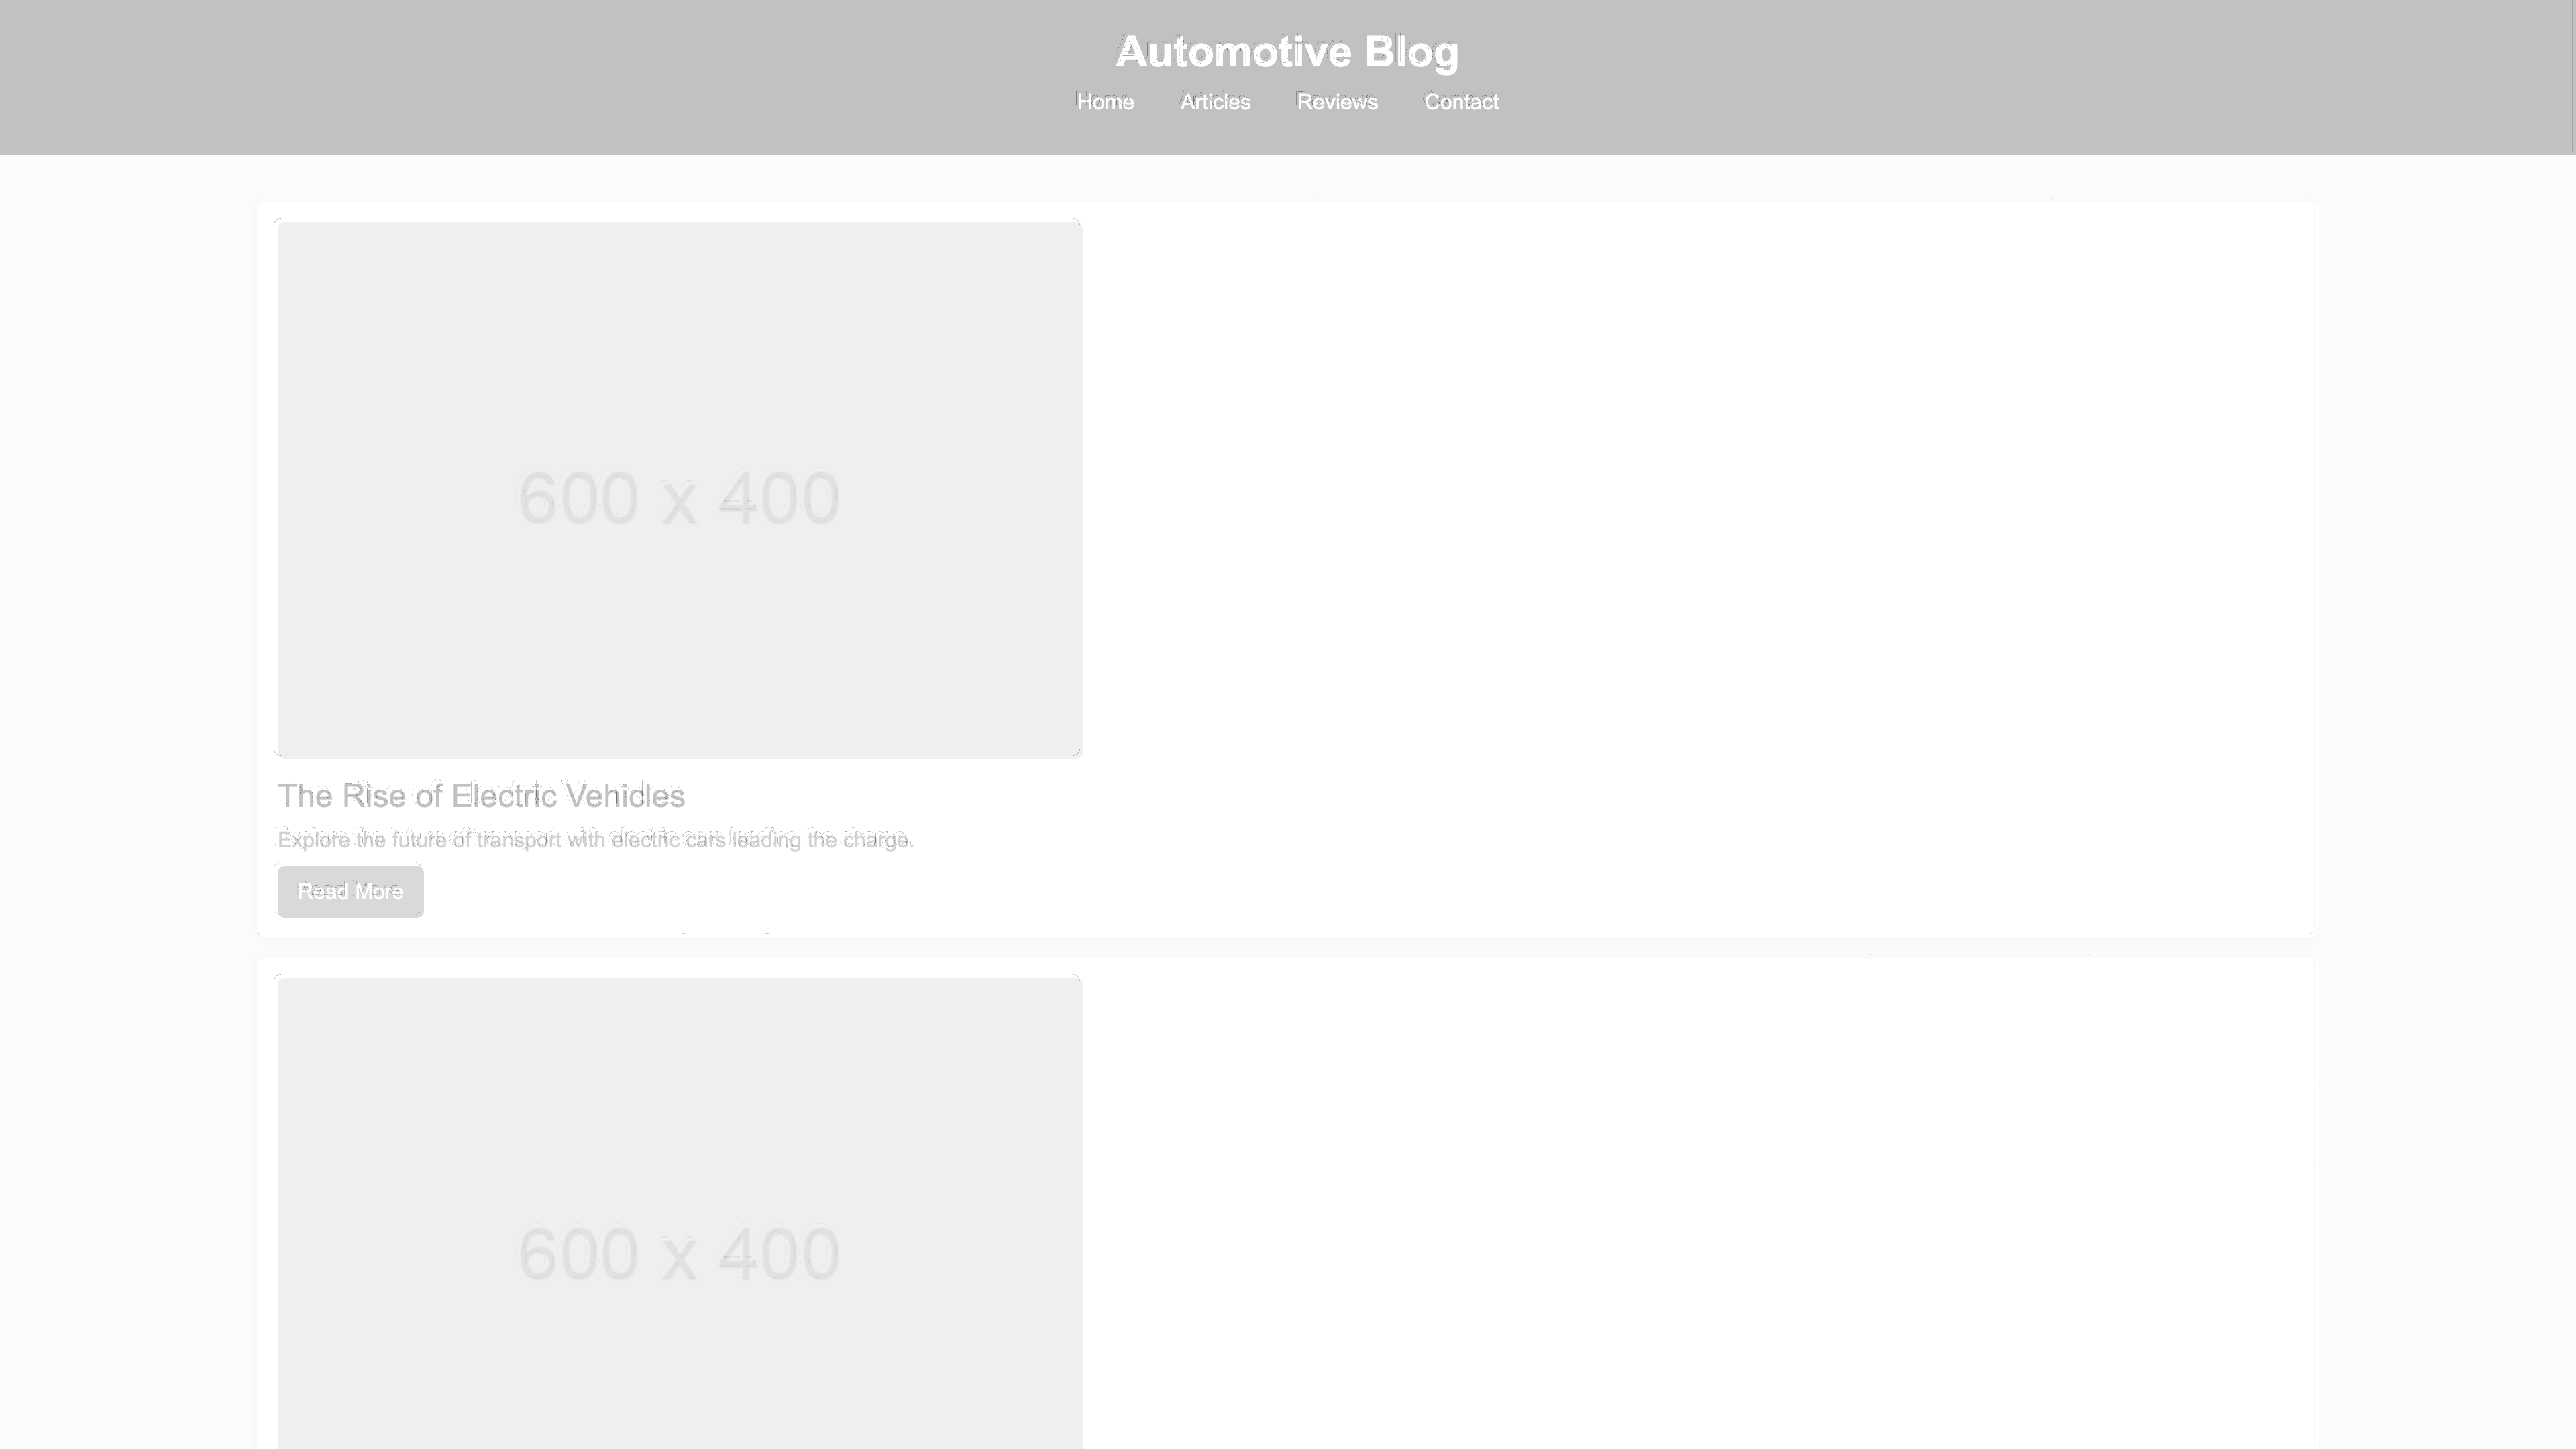 Automotive Blog
Home Articles Reviews Contact
600 x 400
The Rise of Electric Vehicles
Explore the future of transport with electric cars leading the charge.
Read More
600 x 400